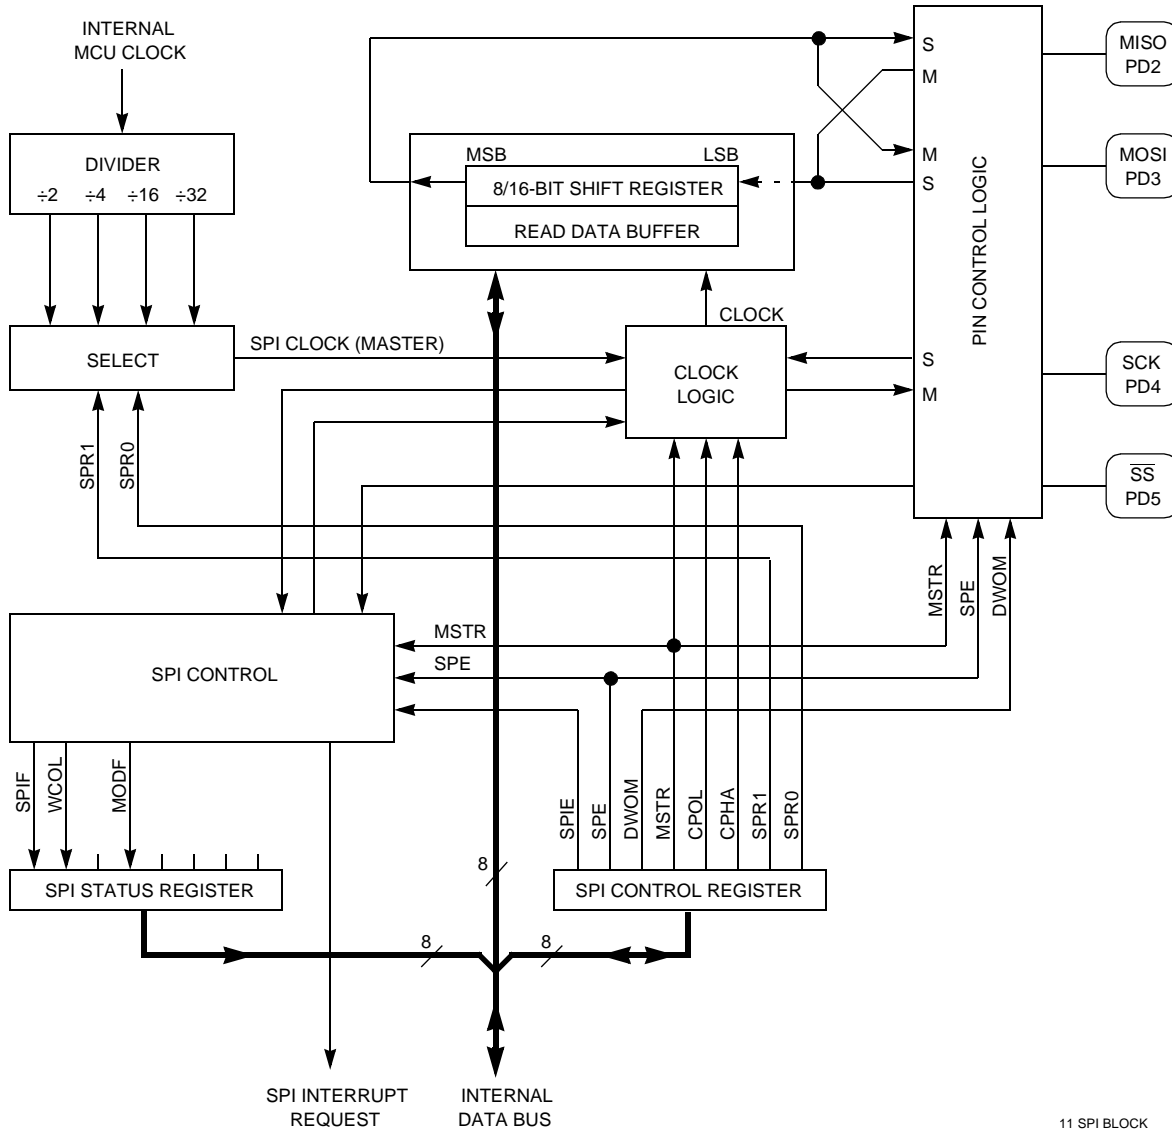 INTERNAL
MCU CLOCK
DIVIDER
÷2 ÷4 ÷16 ÷32
SELECT
SPI CLOCK (MASTER)
SPR1
SPR0
MSB LSB
8/16-BIT SHIFT REGISTER
READ DATA BUFFER
CLOCK
CLOCK
LOGIC
S
M
M
S
S
M
PIN CONTROL LOGIC
MISO
PD2
MOSI
PD3
SCK
PD4
SS
PD5
MSTR
SPE
DWOM
SPI CONTROL
MSTR
SPE
SPIF
WCOL
MODF
SPI STATUS REGISTER
SPIE
SPE
DWOM
MSTR
CPOL
CPHA
SPR1
SPR0
SPI CONTROL REGISTER
8
8
8
SPI INTERRUPT
REQUEST
INTERNAL
DATA BUS
11 SPI BLOCK